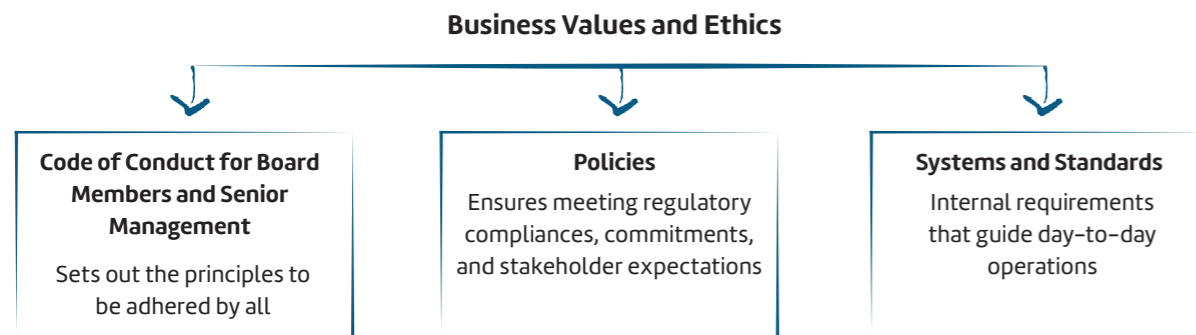 Business Values and Ethics
Code of Conduct for Board
Members and Senior
Management
Sets out the principles to
be adhered by all
Policies
Ensures meeting regulatory
compliances, commitments,
and stakeholder expectations
Systems and Standards
Internal requirements
that guide day-to-day
operations